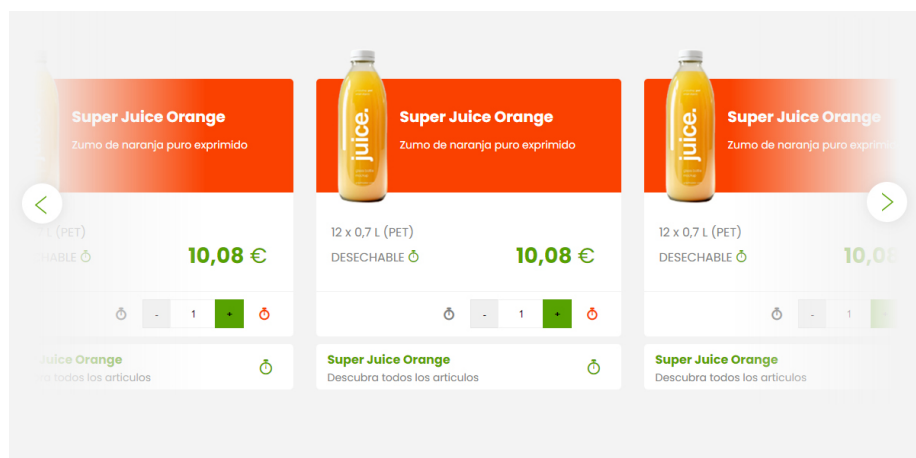 Super Juice Orange
Zumo de naranja puro exprimido
L (PET)
10,08 €
- 1 +
Juice Orange
todos los articulos
juice.
Super Juice Orange
Zumo de naranja puro exprimido
12 x 0,7 L (PET)
DESECHABLE
10,08 €
- 1 +
Super Juice Orange
Descubra todos los articulos
juice.
Super Juice Orange
Zumo de naranja puro
12 x 0,7 L (PET)
DESECHABLE
10,08
- 1
Super Juice Orange
Descubra todos los articulos